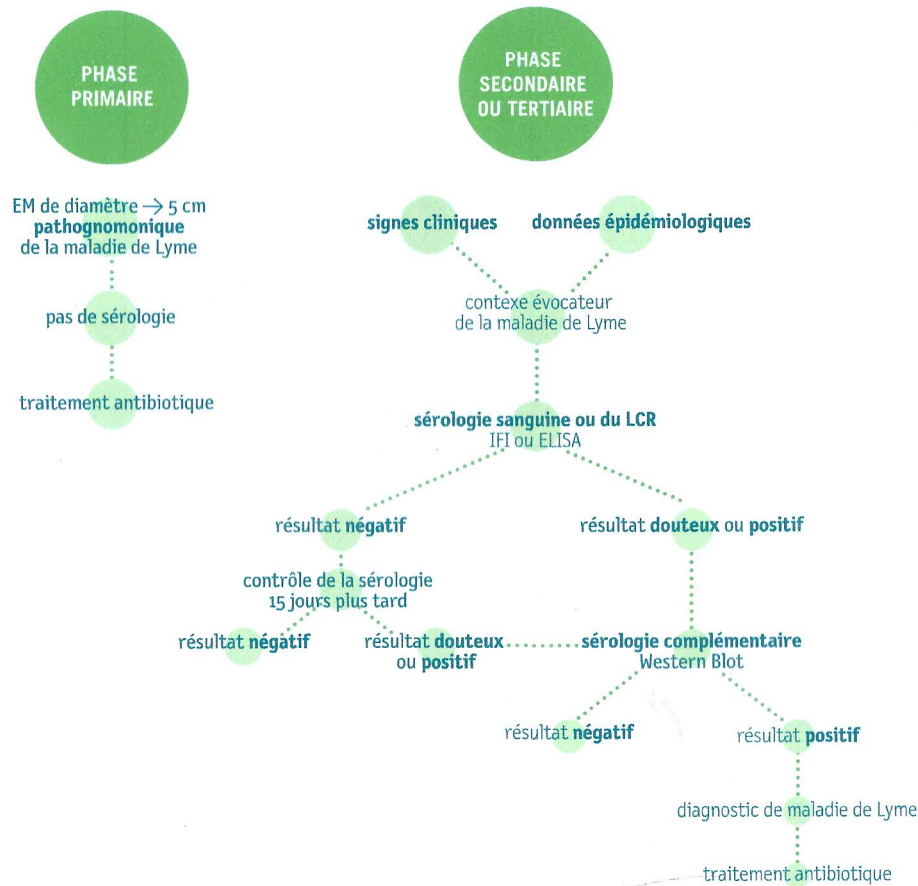 PHASE
PRIMAIRE
EM de diamètre → 5 cm
pathognomonique
de la maladie de Lyme
pas de sérologie
traitement antibiotique
PHASE
SECONDAIRE
OU TERTIAIRE
signes cliniques
données épidémiologiques
contexe évocateur
de la maladie de Lyme
sérologie sanguine ou du LCR
IFI ou ELISA
résultat négatif
résultat douteux ou positif
contrôle de la sérologie
15 jours plus tard
résultat négatif
résultat douteux
ou positif
sérologie complémentaire
Western Blot
résultat négatif
résultat positif
diagnostic de maladie de Lyme
traitement antibiotique